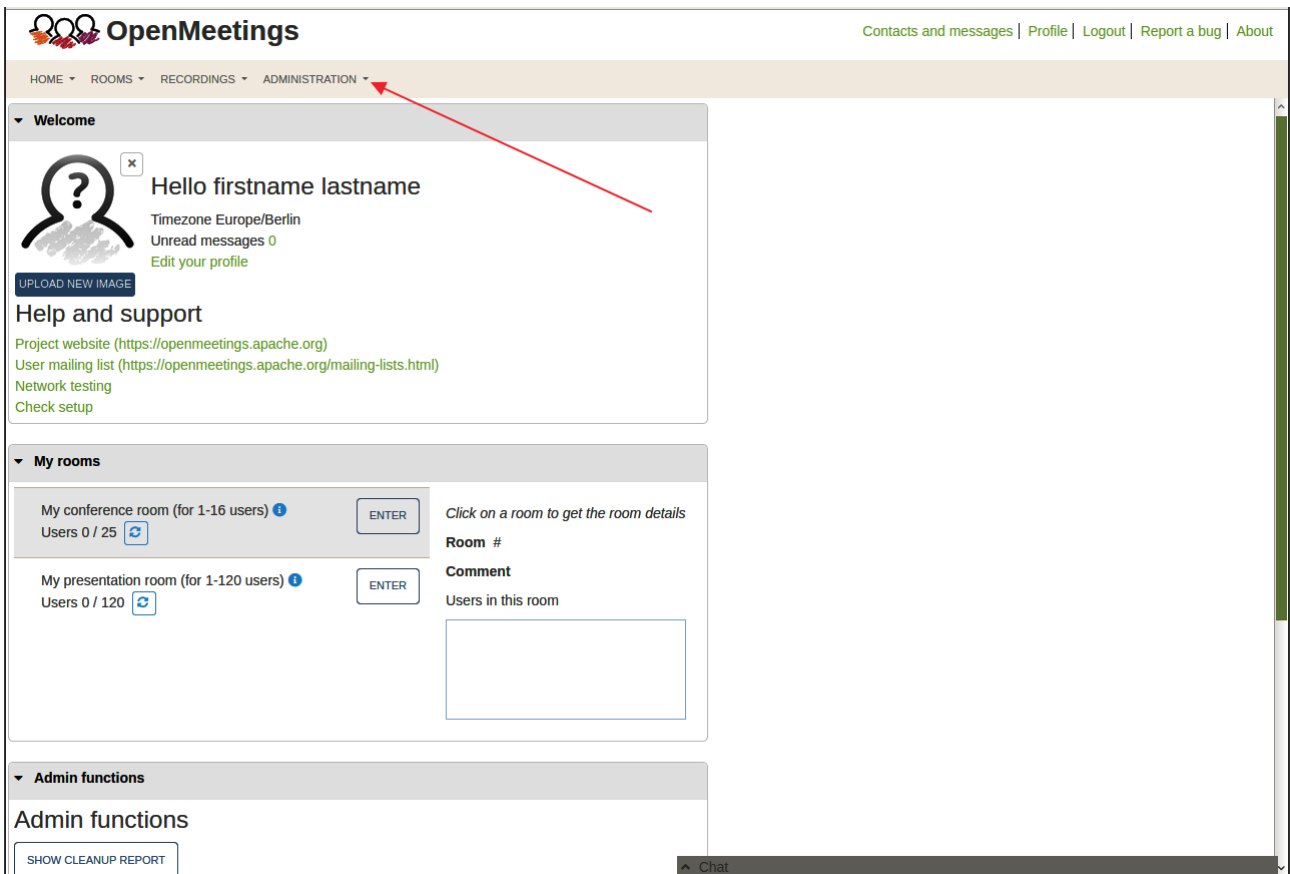 OpenMeetings
Contacts and messages | Profile | Logout | Report a bug | About
HOME ROOMS RECORDINGS ADMINISTRATION
Welcome
?
Hello firstname lastname
Timezone Europe/Berlin
Unread messages 0
Edit your profile
UPLOAD NEW IMAGE
Help and support
Project website (https://openmeetings.apache.org)
User mailing list (https://openmeetings.apache.org/mailing-lists.html)
Network testing
Check setup
My rooms
My conference room (for 1-16 users)
Users 0 / 25
ENTER
My presentation room (for 1-120 users)
Users 0 / 120
ENTER
Click on a room to get the room details
Room #
Comment
Users in this room
Admin functions
Admin functions
SHOW CLEANUP REPORT
Chat